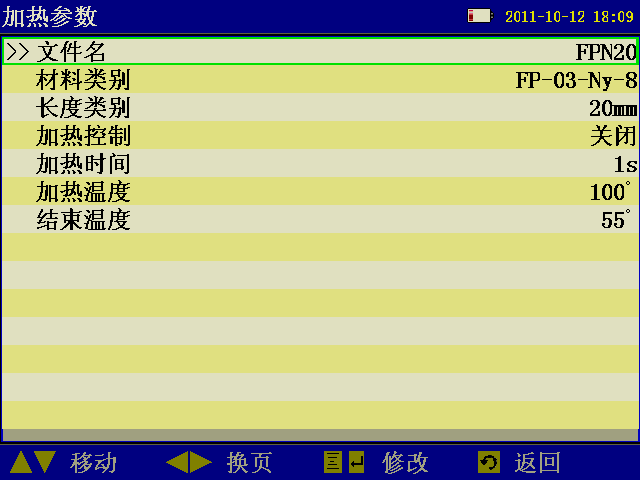 加热参数 2011-10-12 18:09
>> 文件名 FPN20
材料类别 FP-03-Ny-8
长度类别 20mm
加热控制 关闭
加热时间 1s
加热温度 100°
结束温度 55°
移动 换页 修改 返回